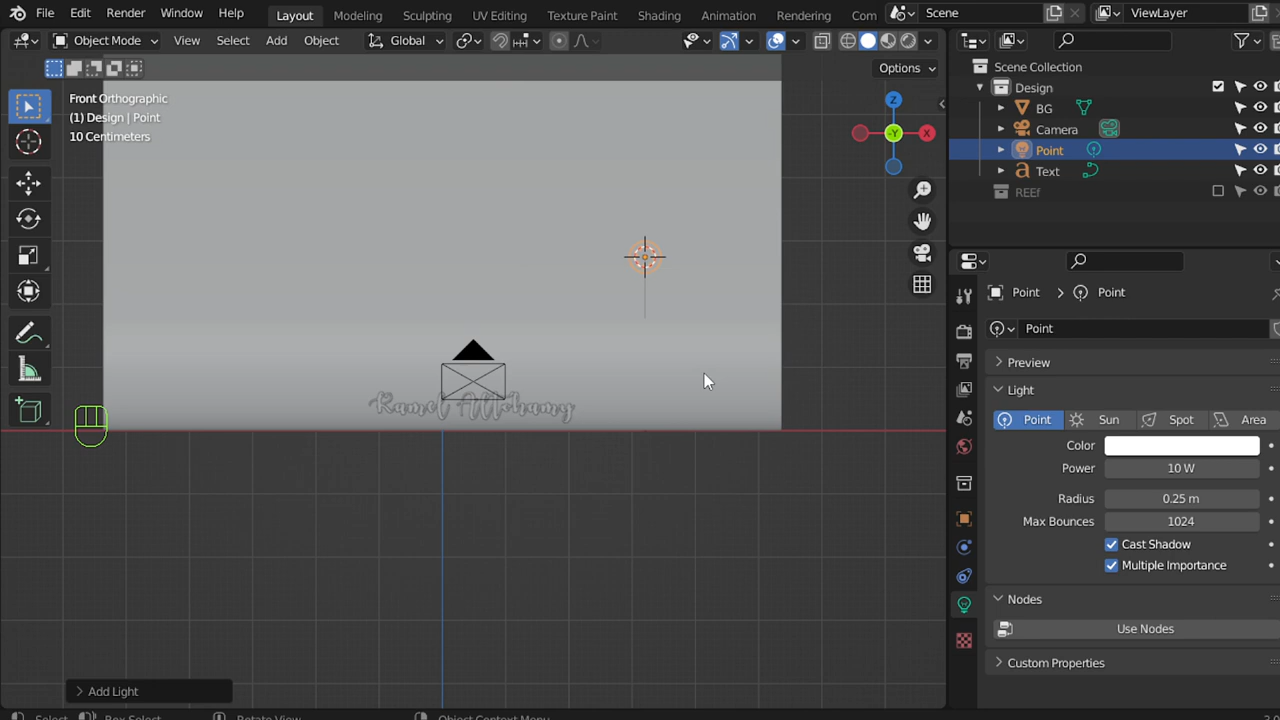 File Edit Render Window Help Layout Modeling Sculpting UV Editing Texture Paint Shading Animation Rendering Com Scene ViewLayer
Object Mode View Select Add Object Global
Options
Front Orthographic
(1) Design | Point
10 Centimeters
Z
X
-Y
Scene Collection
Design
BG
Camera
Point
Text
REEf
Point > Point
Point
Preview
Light
Point Sun Spot Area
Color
Power 10 W
Radius 0.25 m
Max Bounces 1024
Cast Shadow
Multiple Importance
Nodes
Use Nodes
Custom Properties
Add Light
Select Box Select Rotate View Object Context Menu